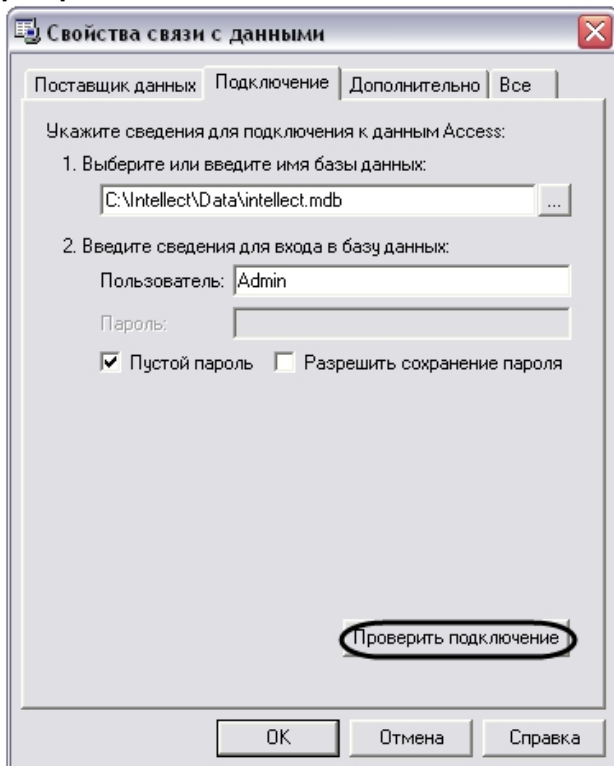 Свойства связи с данными
Поставщик данных Подключение Дополнительно Все
Укажите сведения для подключения к данным Access:
1. Выберите или введите имя базы данных:
C:\Intellect\Data\intellect.mdb ...
2. Введите сведения для входа в базу данных:
Пользователь: Admin
Пароль:
Пустой пароль Разрешить сохранение пароля
Проверить подключение
OK Отмена Справка